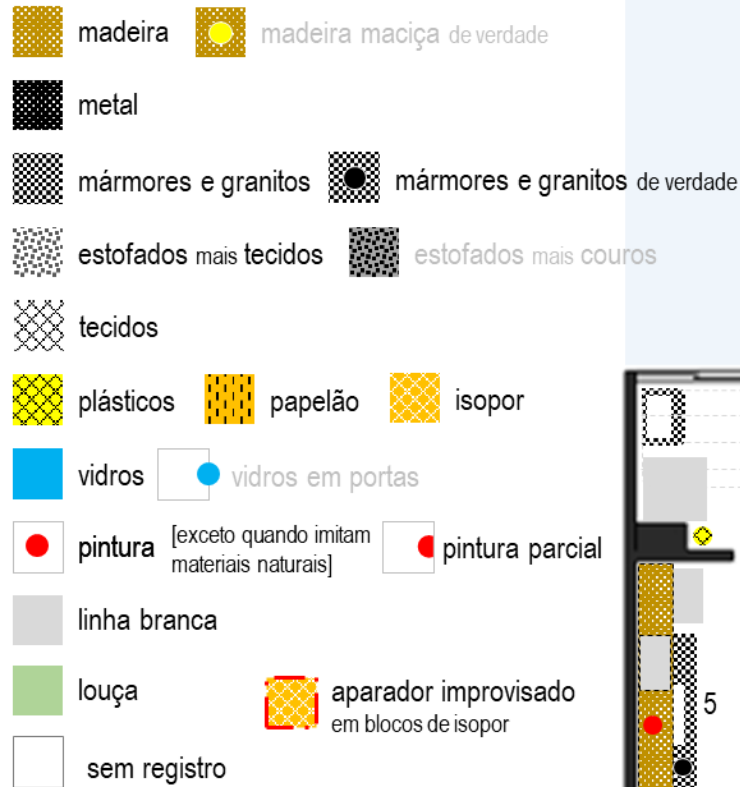 madeira madeira maciça de verdade
metal
mármores e granitos mármores e granitos de verdade
estofados mais tecidos estofados mais couros
tecidos
plásticos papelão isopor
vidros vidros em portas
pintura [exceto quando imitam
materiais naturais] pintura parcial
linha branca
louça aparador improvisado
em blocos de isopor
sem registro
5